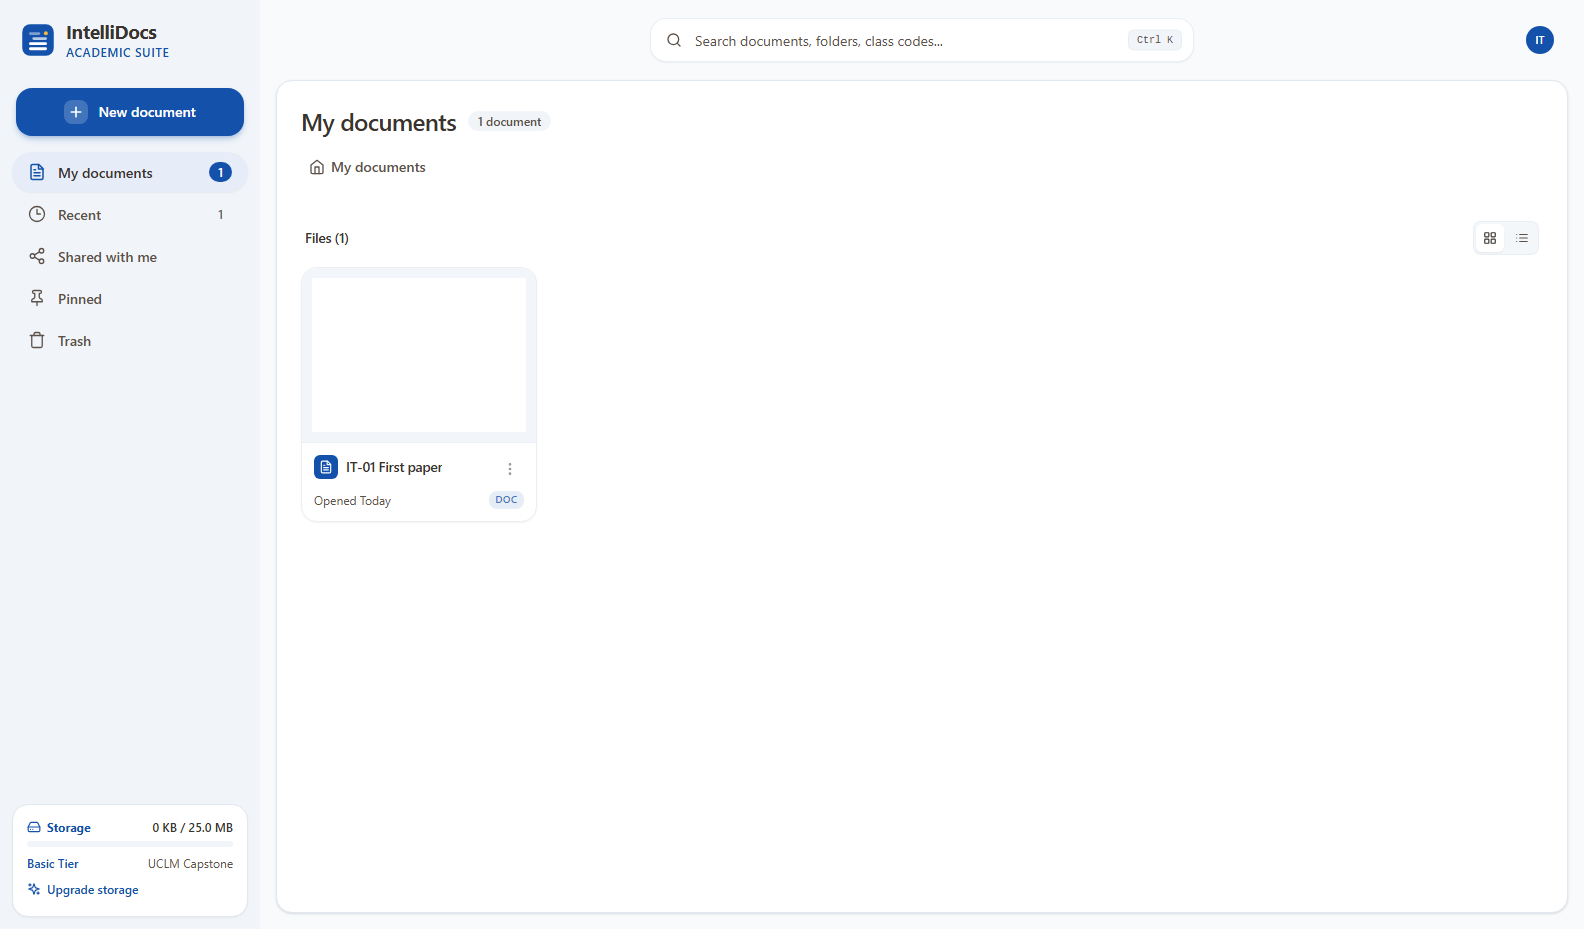 IntelliDocs
ACADEMIC SUITE
Search documents, folders, class codes...
Ctrl K
IT
New document
My documents
1
Recent
1
Shared with me
Pinned
Trash
My documents
1 document
My documents
Files (1)
IT-01 First paper
Opened Today
DOC
Storage
0 KB / 25.0 MB
Basic Tier
UCLM Capstone
Upgrade storage